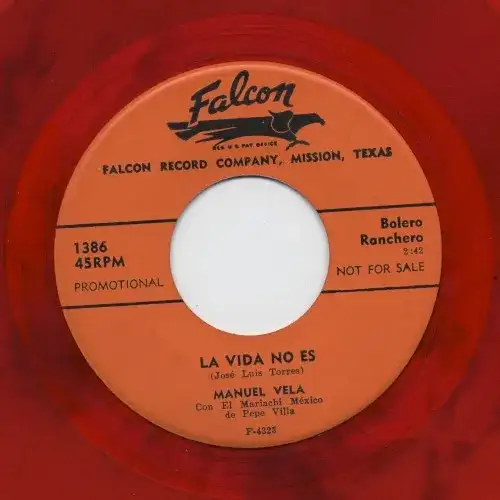 Falcon
REG. U.S. PAT. OFFICE
FALCON RECORD COMPANY, MISSION, TEXAS
1386
45RPM
PROMOTIONAL
Bolero
Ranchero
2:42
NOT FOR SALE
LA VIDA NO ES
(José Luis Torres)
MANUEL VELA
Con El Mariachi México
de Pepe Villa
F-4323